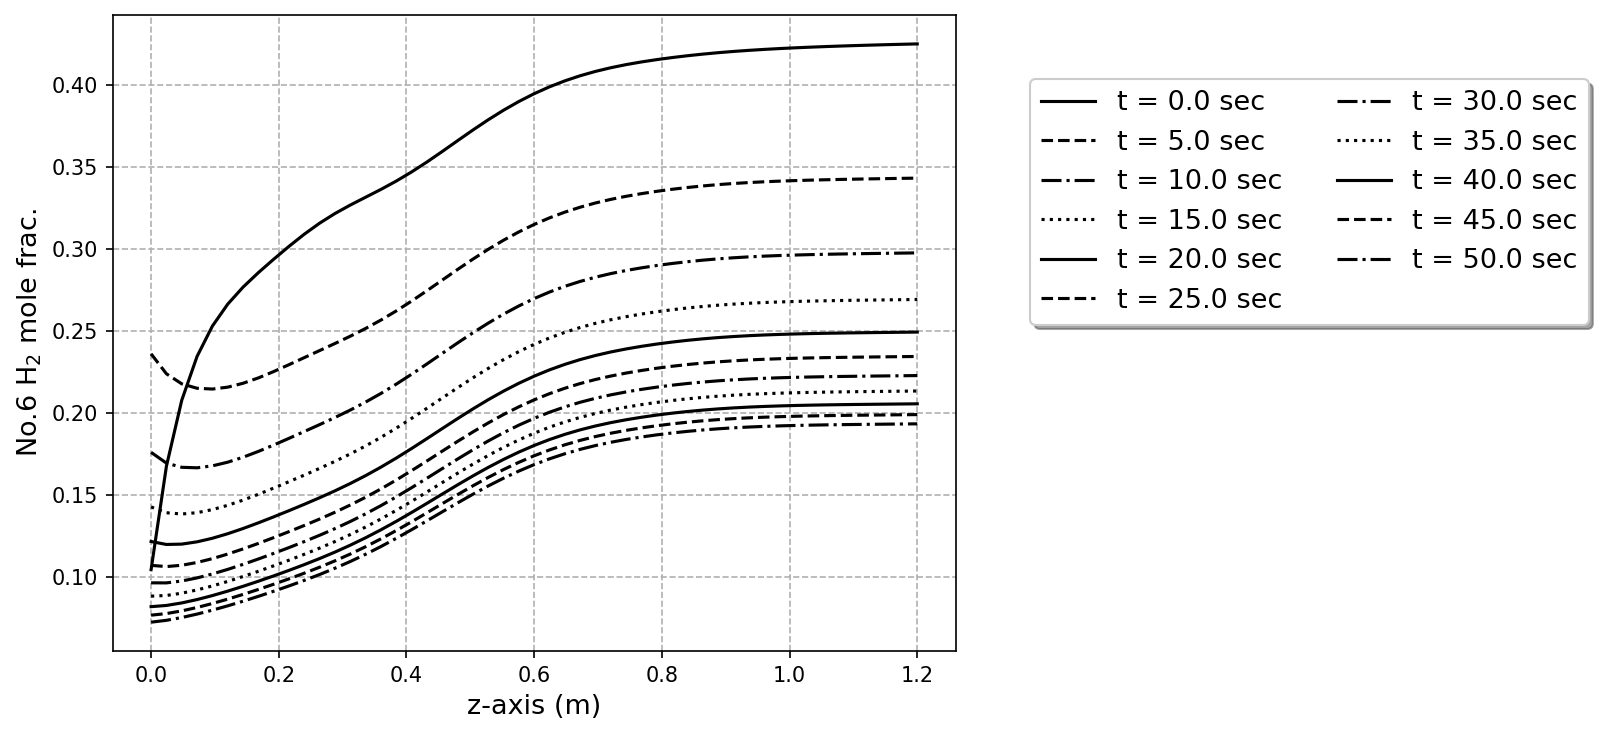 No.6 H₂ mole frac.
0.40
0.35
0.30
0.25
0.20
0.15
0.10
0.0 0.2 0.4 0.6 0.8 1.0 1.2
z-axis (m)
t = 0.0 sec
t = 5.0 sec
t = 10.0 sec
t = 15.0 sec
t = 20.0 sec
t = 25.0 sec
t = 30.0 sec
t = 35.0 sec
t = 40.0 sec
t = 45.0 sec
t = 50.0 sec